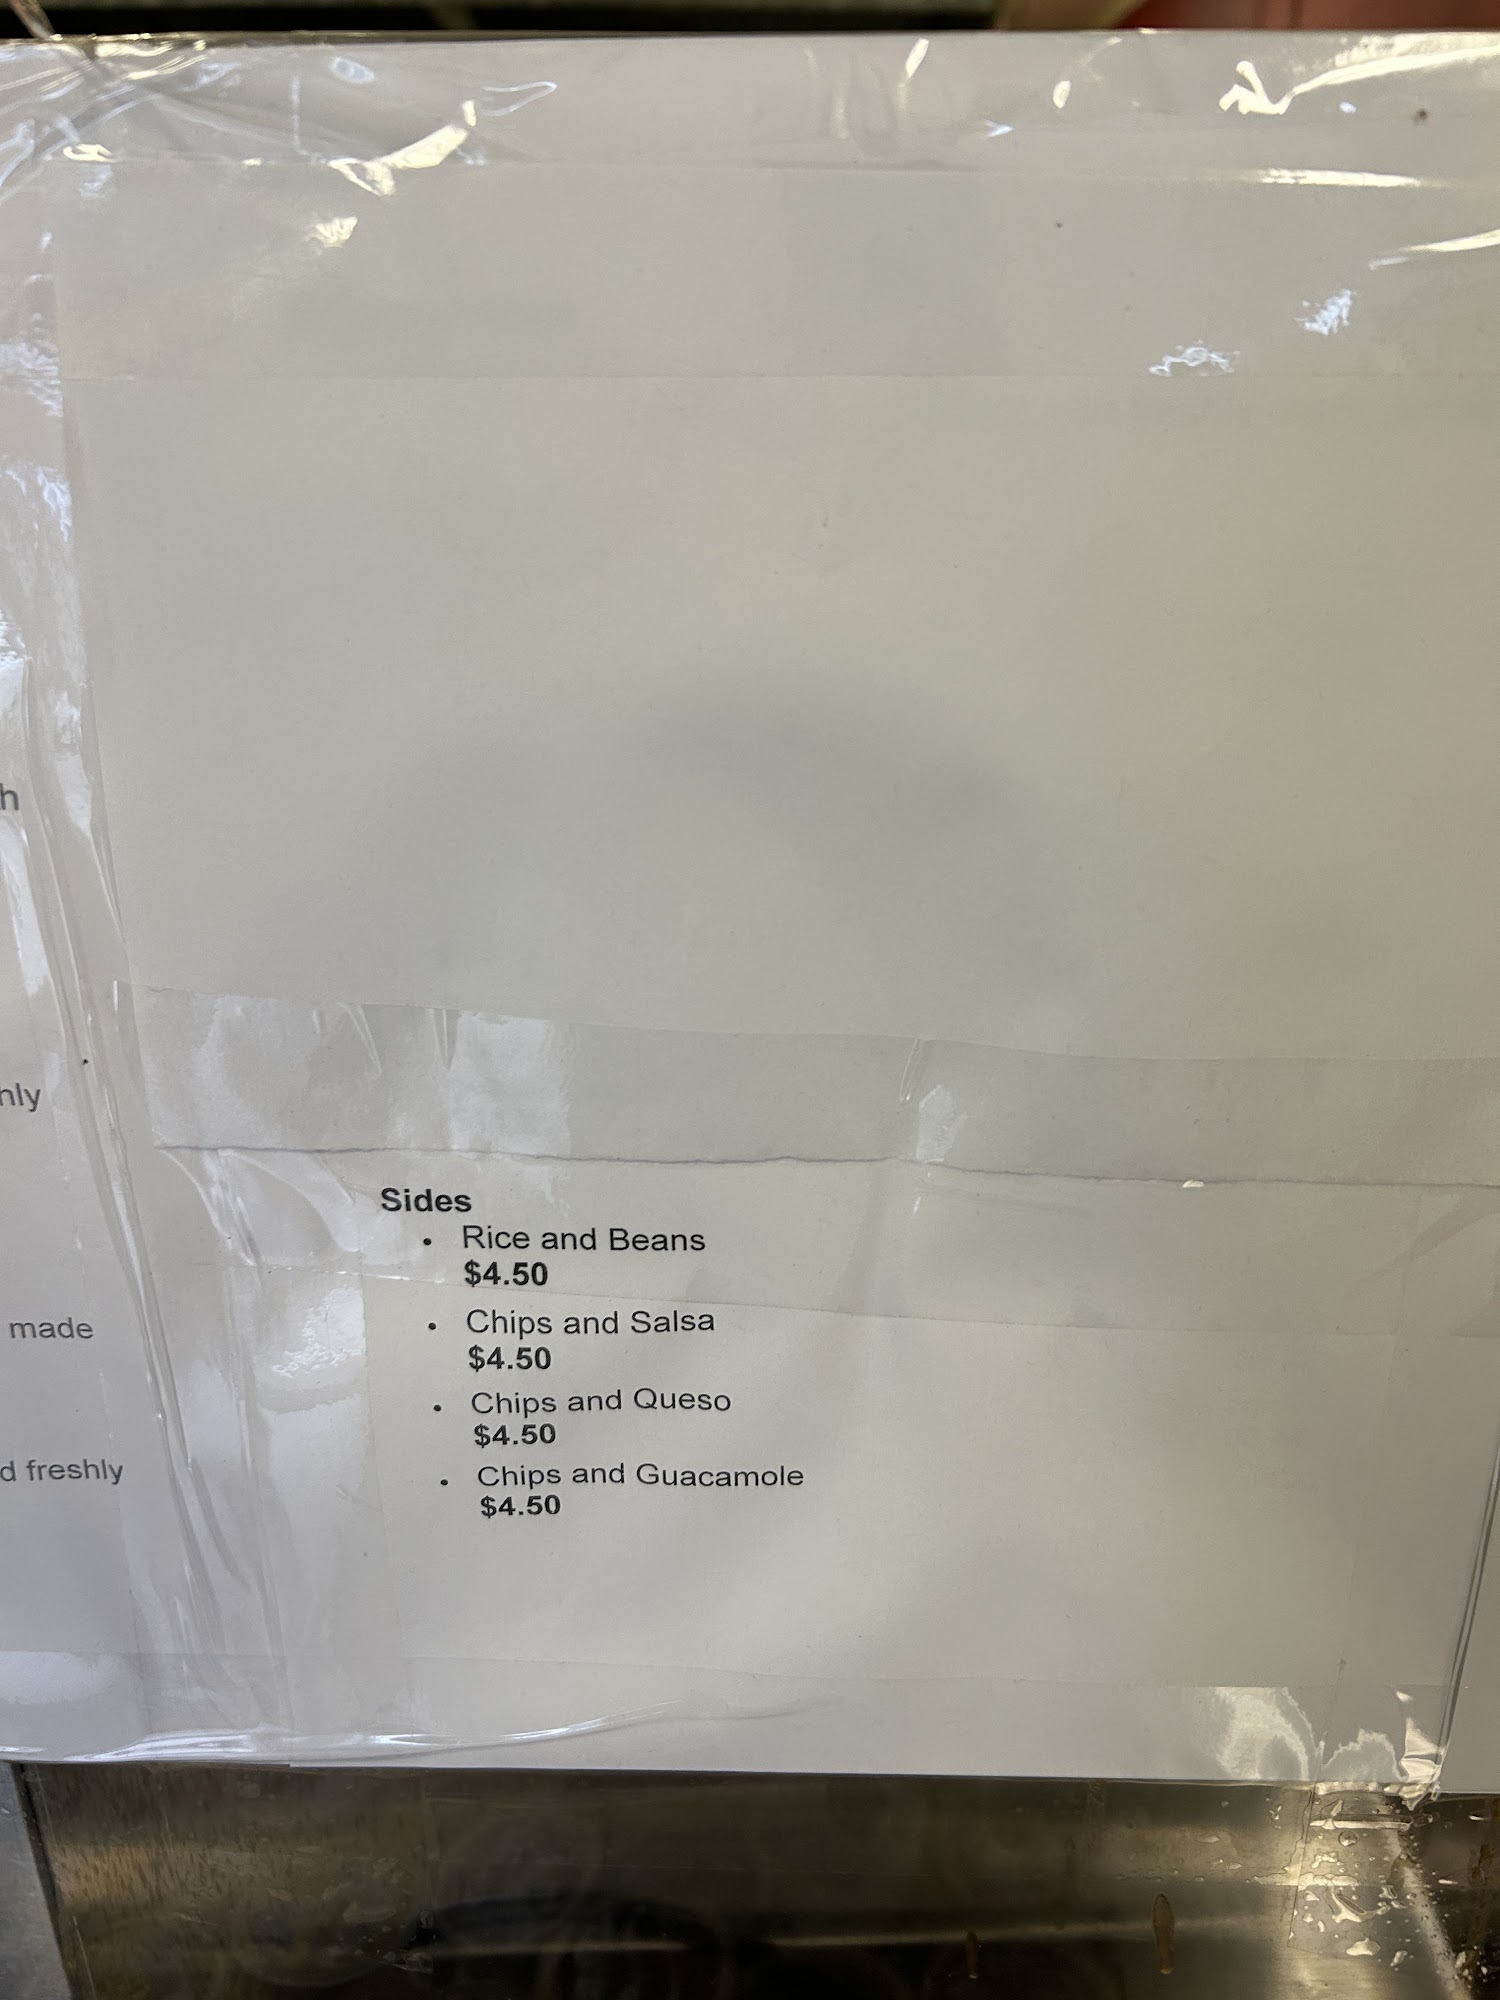 h
hly
made
d freshly
Sides
• Rice and Beans
$4.50
• Chips and Salsa
$4.50
• Chips and Queso
$4.50
• Chips and Guacamole
$4.50